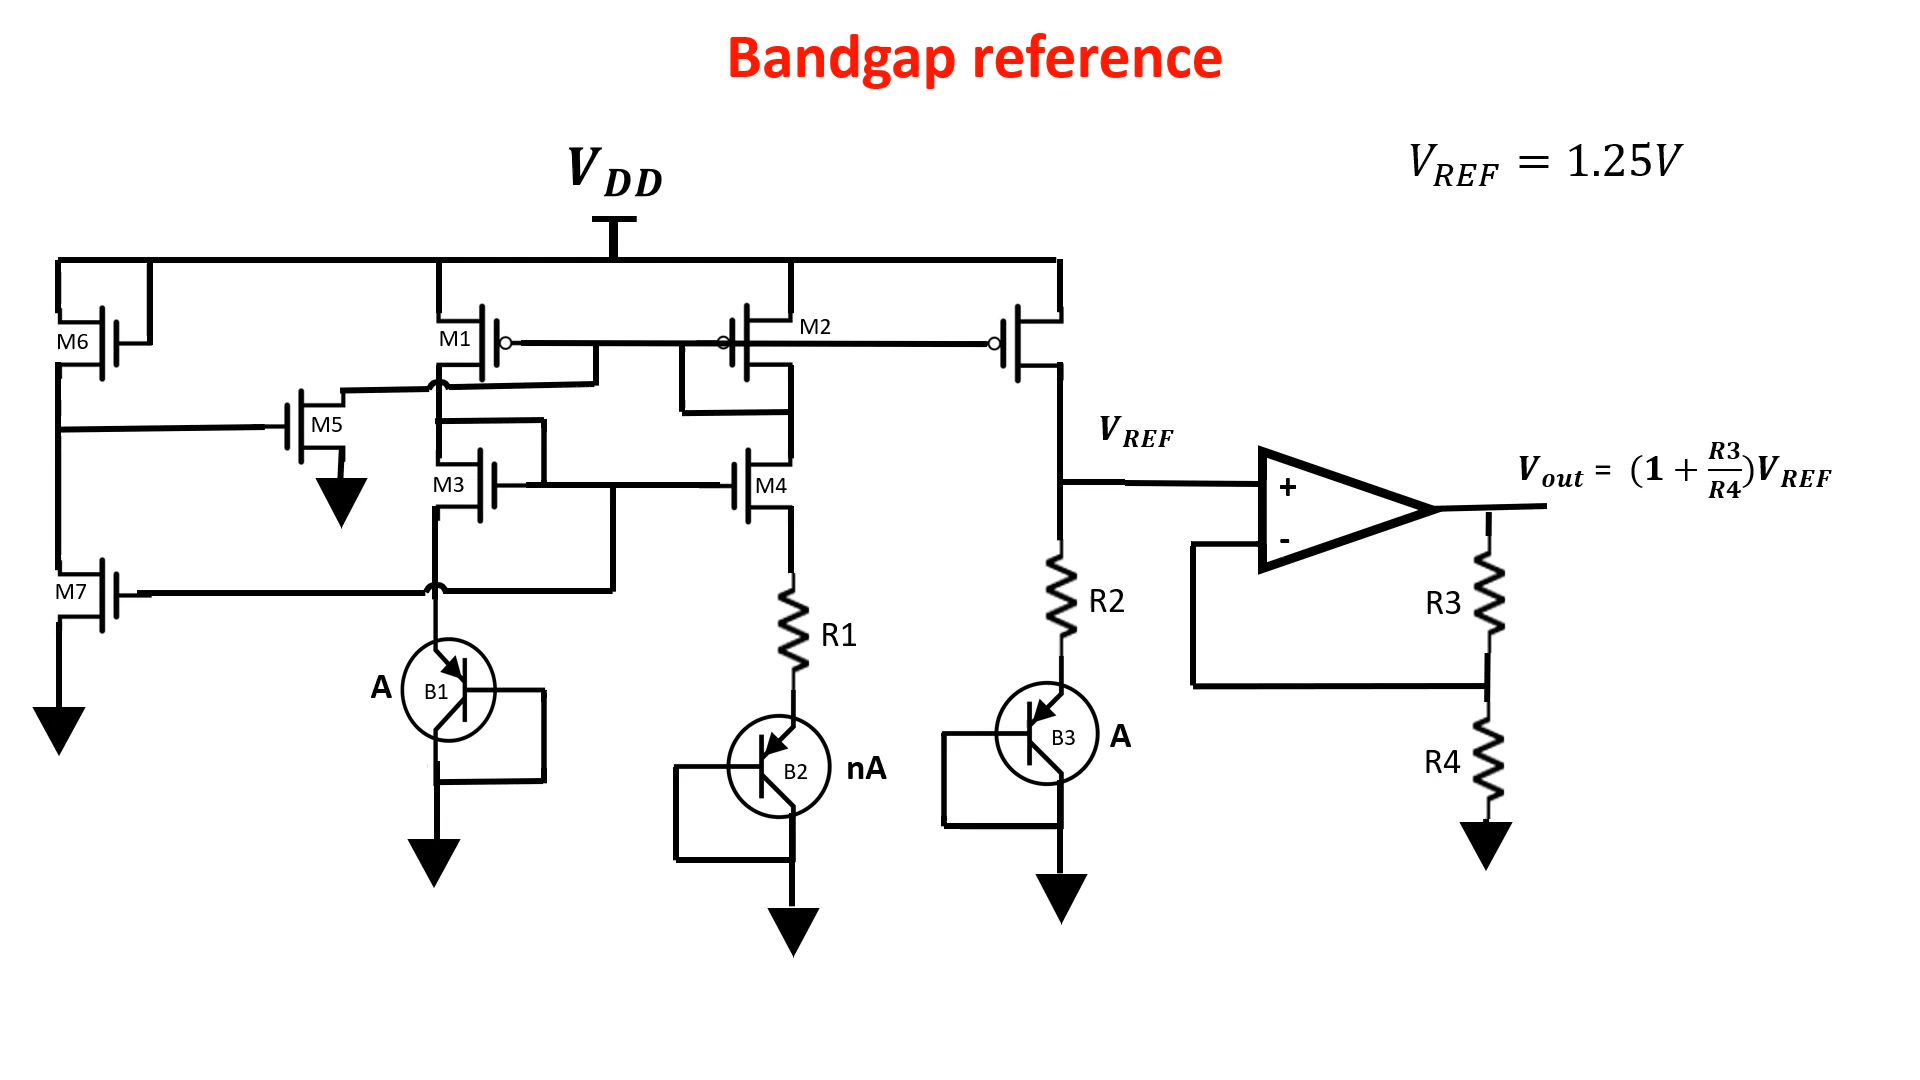 Bandgap reference
V_REF = 1.25V
V_DD
M6
M1
M2
M5
M3
M4
V_REF
+
-
V_out = (1 + R3/R4)V_REF
M7
R1
R2
R3
A
B1
B2
nA
B3
A
R4